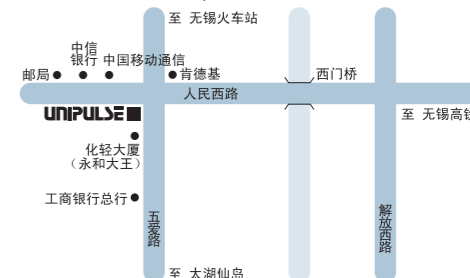 至 无锡火车站
中信
银行
中国移动通信
邮局
肯德基
西门桥
人民西路
UNIPULSE
至 无锡高铁
化轻大厦
（永和大王）
工商银行总行
五爱路
解放西路
至 太湖仙岛